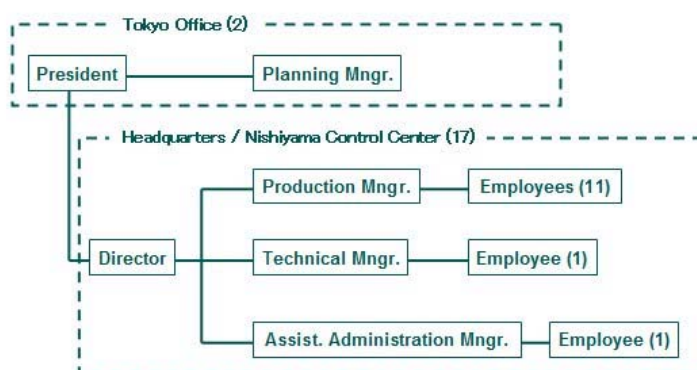 Tokyo Office (2)
President
Planning Mngr.
Headquarters / Nishiyama Control Center (17)
Production Mngr.
Employees (11)
Director
Technical Mngr.
Employee (1)
Assist. Administration Mngr.
Employee (1)